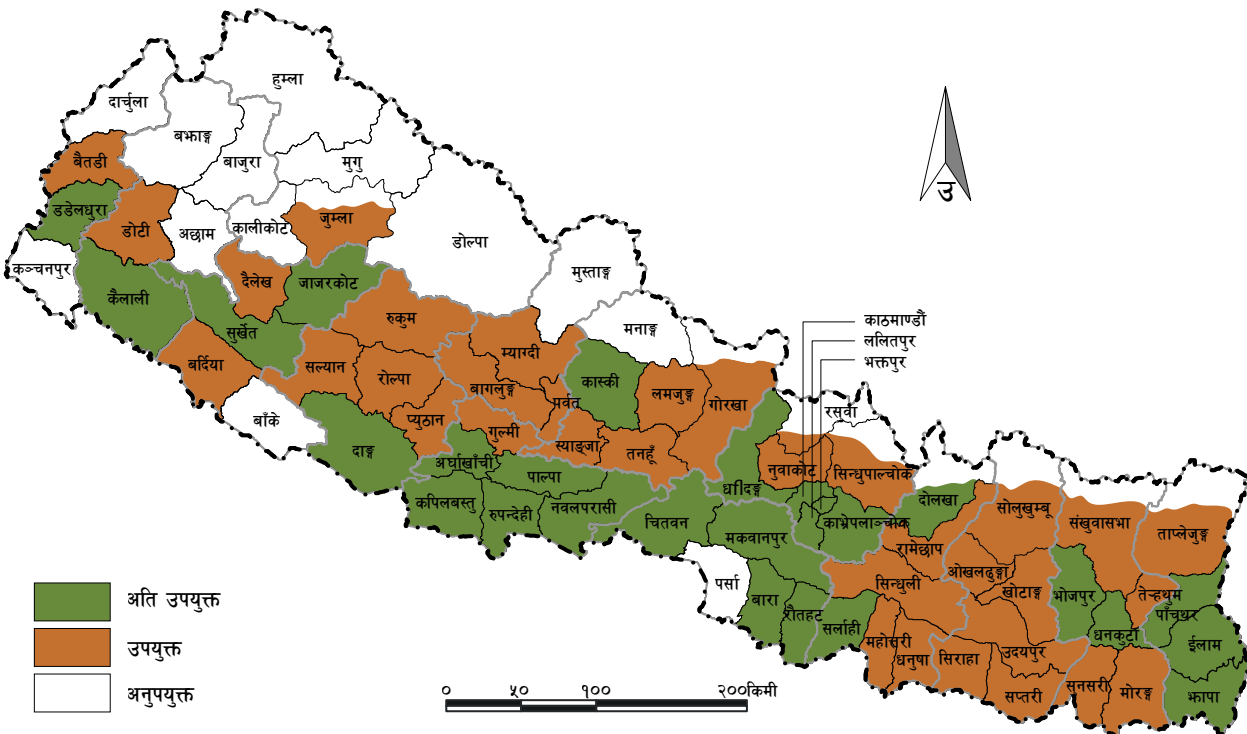 हुम्ला
दार्चुला
बझाङ्ग
बाजुरा
मुगु
बैतडी
डडेलधुरा
डोटी
अछाम
कालीकोट
जुम्ला
डोल्पा
कञ्चनपुर
कैलाली
दैलेख
जाजरकोट
मुस्ताङ्ग
सुर्खेत
रुकुम
मनाङ्ग
काठमाण्डौं
ललितपुर
भक्तपुर
बर्दिया
सल्यान
रोल्पा
म्याग्दी
बागलुङ्ग
पर्वत
कास्की
लमजुङ्ग
गोरखा
रसुवा
बाँके
प्युठान
गुल्मी
स्याङ्जा
तनहूँ
दाङ्ग
अर्घाखाँची
पाल्पा
धादिङ्ग
नुवाकोट
सिन्धुपाल्चोक
दोलखा
सोलुखुम्बू
संखुवासभा
ताप्लेजुङ्ग
कपिलबस्तु
रुपन्देही
नवलपरासी
चितवन
मकवानपुर
काभ्रेपलाञ्चोक
रामेछाप
ओखलढुङ्गा
खोटाङ्ग
भोजपुर
तेर्‍हथुम
पाँचथर
पर्सा
बारा
रौतहट
सर्लाही
सिन्धुली
धनकुटा
ईलाम
महोत्तरी
धनुषा
सिराहा
उदयपुर
सप्तरी
सुनसरी
मोरङ्ग
झापा
उ
अति उपयुक्त
उपयुक्त
अनुपयुक्त
० ५० १०० २००किमी